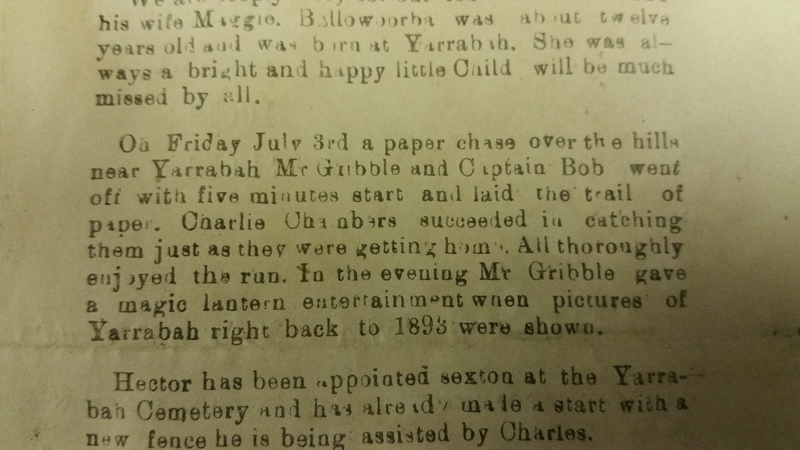 his wife Maggie. Ballowoorba was about twelve
years old and was born at Yarrabah. She was al-
ways a bright and happy little Child will be much
missed by all.
On Friday July 3rd a paper chase over the hills
near Yarrabah Mr Gribble and Captain Bob went
off with five minutes start and laid the trail of
paper. Charlie Chambers succeeded in catching
them just as they were getting home. All thoroughly
enjoyed the run. In the evening Mr Gribble gave
a magic lantern entertainment when pictures of
Yarrabah right back to 1893 were shown.
Hector has been appointed sexton at the Yarra-
bah Cemetery and has already made a start with a
new fence he is being assisted by Charles.